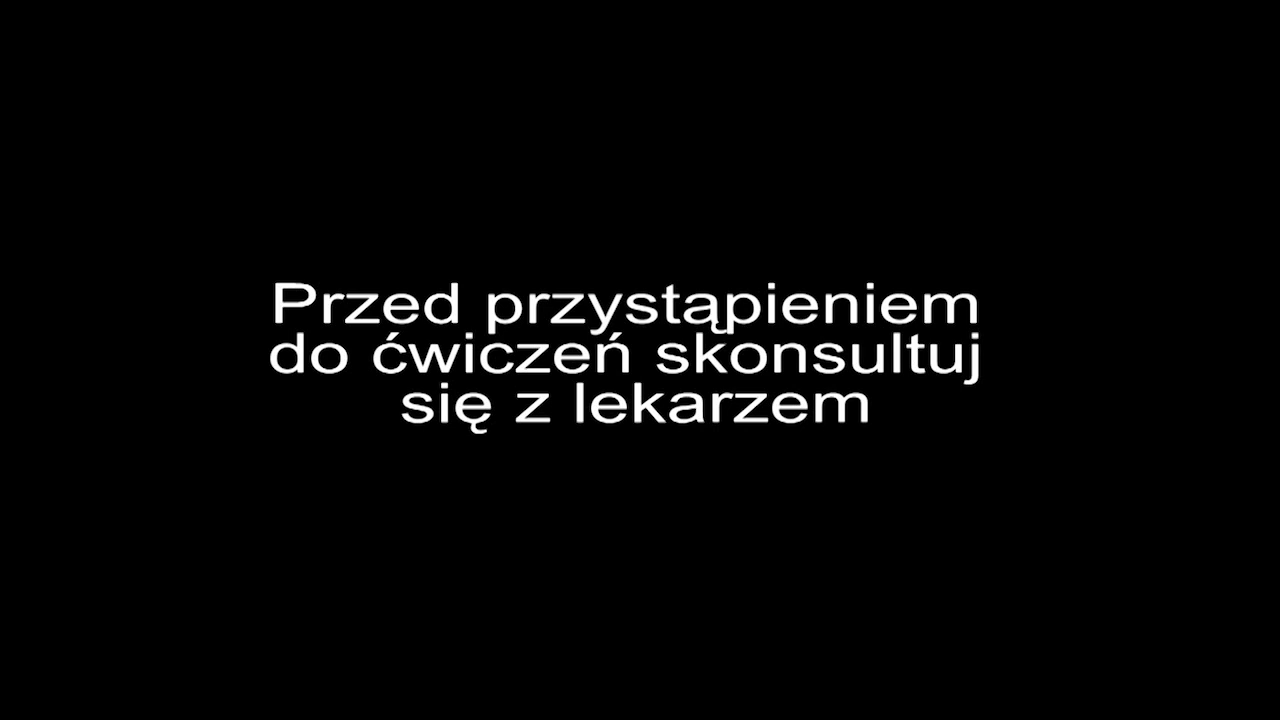 Przed przystąpieniem
do ćwiczeń skonsultuj
się z lekarzem